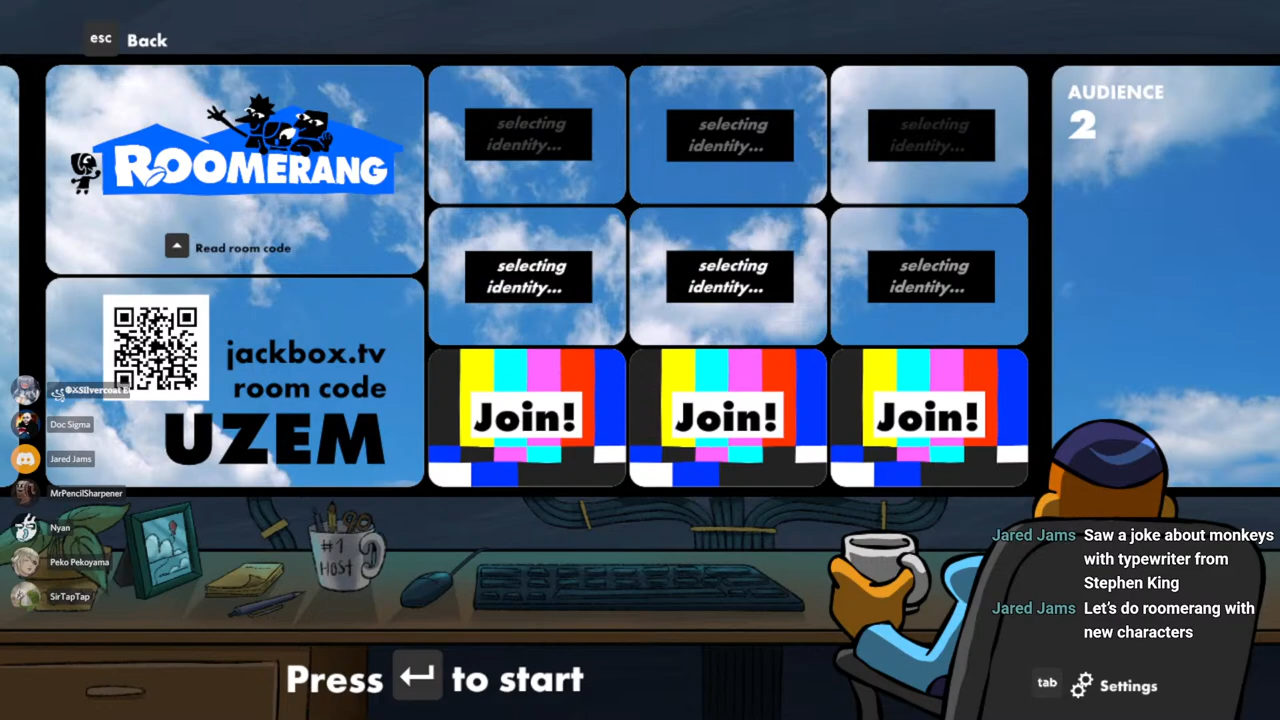 esc Back
ROOMERANG
Read room code
jackbox.tv
room code
UZEM
selecting
identity...
selecting
identity...
selecting
identity...
selecting
identity...
selecting
identity...
selecting
identity...
Join!
Join!
Join!
AUDIENCE
2
Doc Sigma
Jared Jams
MrPencilSharpener
Nyan
Peko Pekoyama
SirTapTap
#1
HOST
Jared Jams Saw a joke about monkeys
with typewriter from
Stephen King
Jared Jams Let's do roomerang with
new characters
Press to start
tab Settings